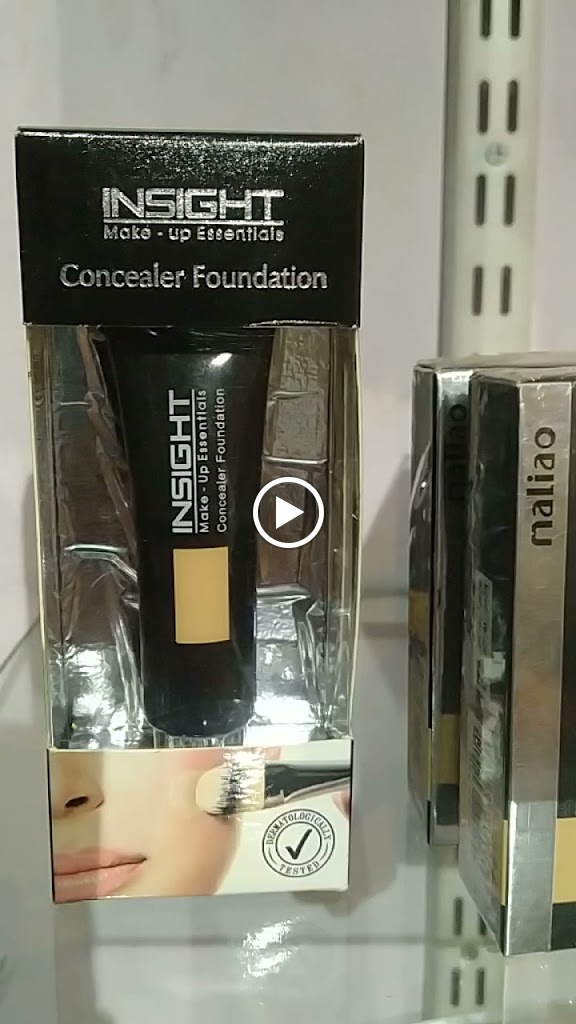 INSIGHT
Make-up Essentials
Concealer Foundation
INSIGHT
Make-Up Essentials
Concealer Foundation
DERMATOLOGICALLY
TESTED
maliao
maliao